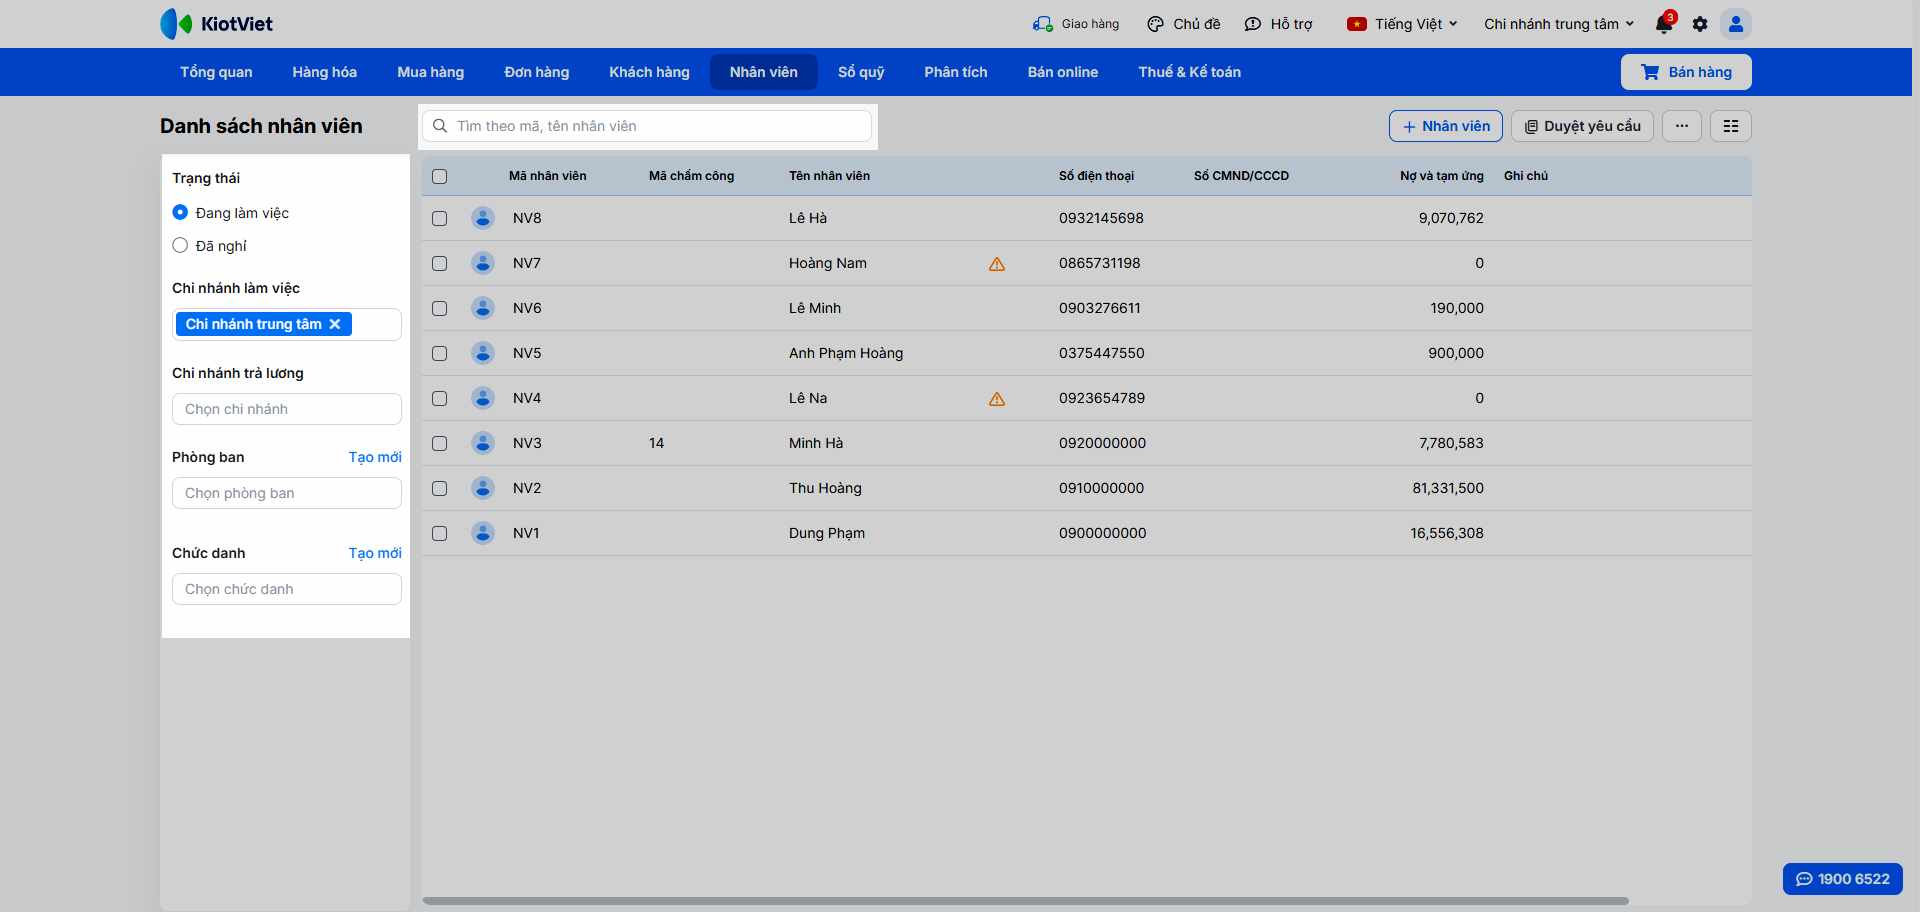 KiotViet
Giao hàng
Chủ đề
Hỗ trợ
Tiếng Việt
Chi nhánh trung tâm
3
Tổng quan
Hàng hóa
Mua hàng
Đơn hàng
Khách hàng
Nhân viên
Sổ quỹ
Phân tích
Bán online
Thuế & Kế toán
Bán hàng
Danh sách nhân viên
Tìm theo mã, tên nhân viên
Nhân viên
Duyệt yêu cầu
Trạng thái
Đang làm việc
Đã nghỉ
Chi nhánh làm việc
Chi nhánh trung tâm
Chi nhánh trả lương
Chọn chi nhánh
Phòng ban Tạo mới
Chọn phòng ban
Chức danh Tạo mới
Chọn chức danh
Mã nhân viên Mã chấm công Tên nhân viên Số điện thoại Số CMND/CCCD Nợ và tạm ứng Ghi chú
NV8 Lê Hà 0932145698 9,070,762
NV7 Hoàng Nam 0865731198 0
NV6 Lê Minh 0903276611 190,000
NV5 Anh Phạm Hoàng 0375447550 900,000
NV4 Lê Na 0923654789 0
NV3 14 Minh Hà 0920000000 7,780,583
NV2 Thu Hoàng 0910000000 81,331,500
NV1 Dung Phạm 0900000000 16,556,308
1900 6522